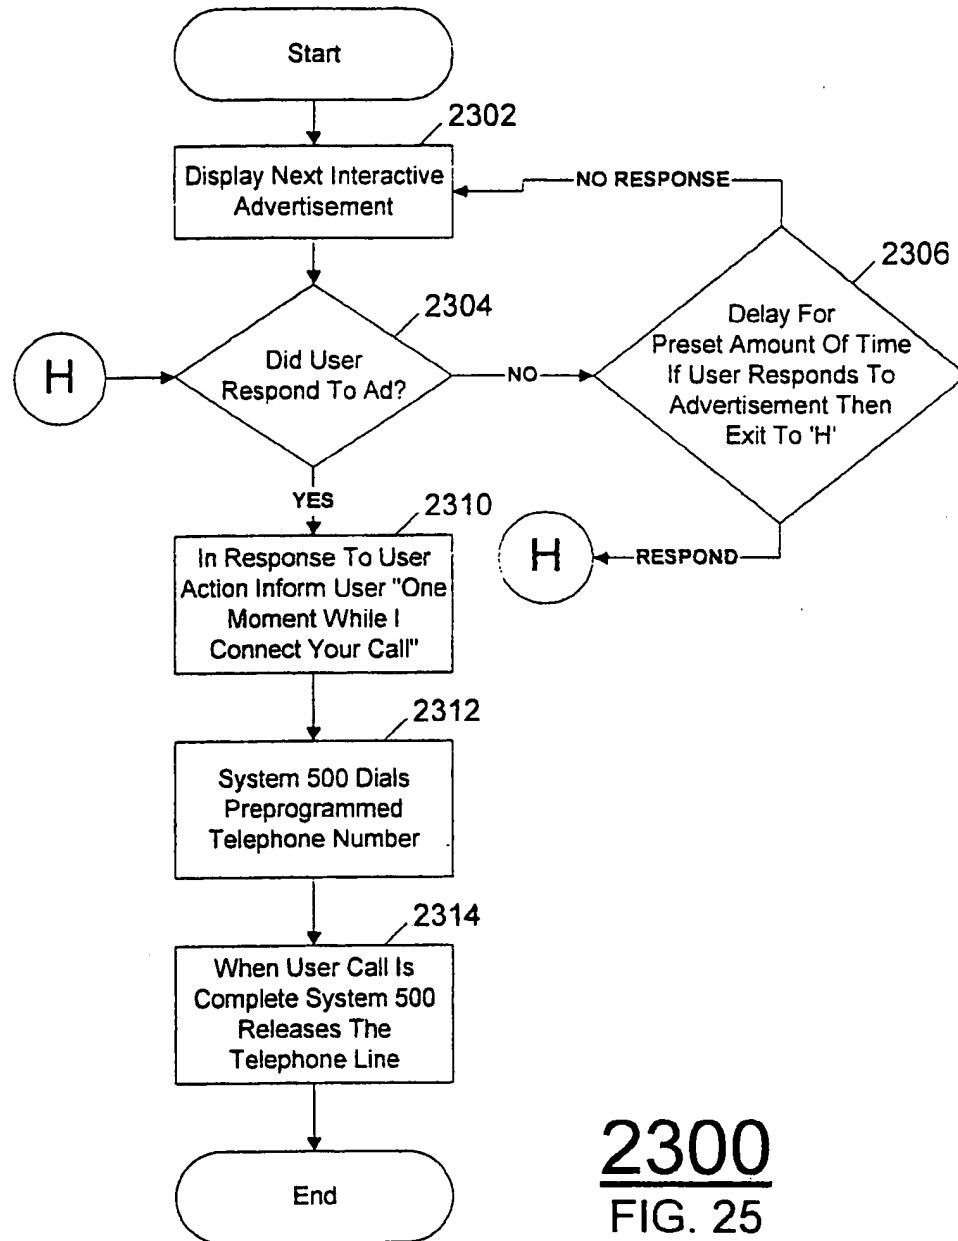 Start
2302
Display Next Interactive
Advertisement
NO RESPONSE
2306
Delay For
Preset Amount Of Time
If User Responds To
Advertisement Then
Exit To 'H'
2304
Did User
Respond To Ad?
H
NO
YES
2310
In Response To User
Action Inform User "One
Moment While I
Connect Your Call"
H
RESPOND
2312
System 500 Dials
Preprogrammed
Telephone Number
2314
When User Call Is
Complete System 500
Releases The
Telephone Line
End
2300
FIG. 25